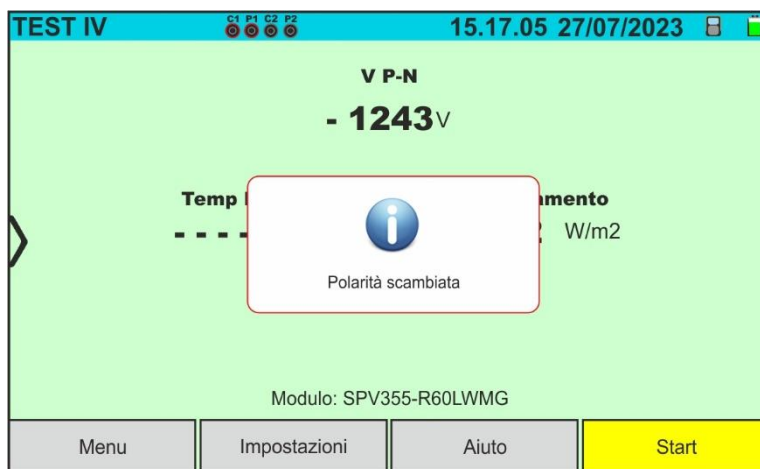 TEST IV C1 P1 C2 P2 15.17.05 27/07/2023
V P-N
- 1243V
Temp
- - - - W/m2
Polarità scambiata
Modulo: SPV355-R60LWMG
Menu Impostazioni Aiuto Start